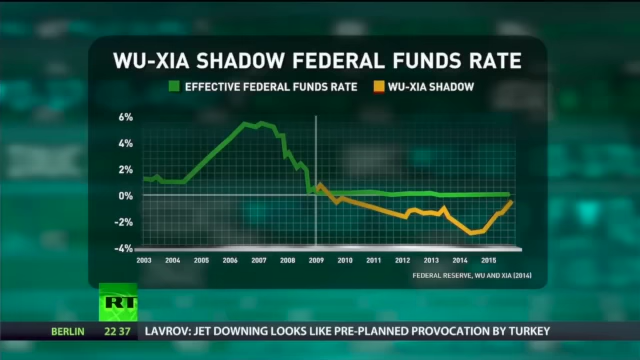 WU-XIA SHADOW FEDERAL FUNDS RATE
EFFECTIVE FEDERAL FUNDS RATE WU-XIA SHADOW
6%
4%
2%
0%
-2%
-4%
2003 2004 2005 2006 2007 2008 2009 2010 2011 2012 2013 2014 2015
FEDERAL RESERVE, WU AND XIA (2014)
RT
BERLIN 22 37 LAVROV: JET DOWNING LOOKS LIKE PRE-PLANNED PROVOCATION BY TURKEY